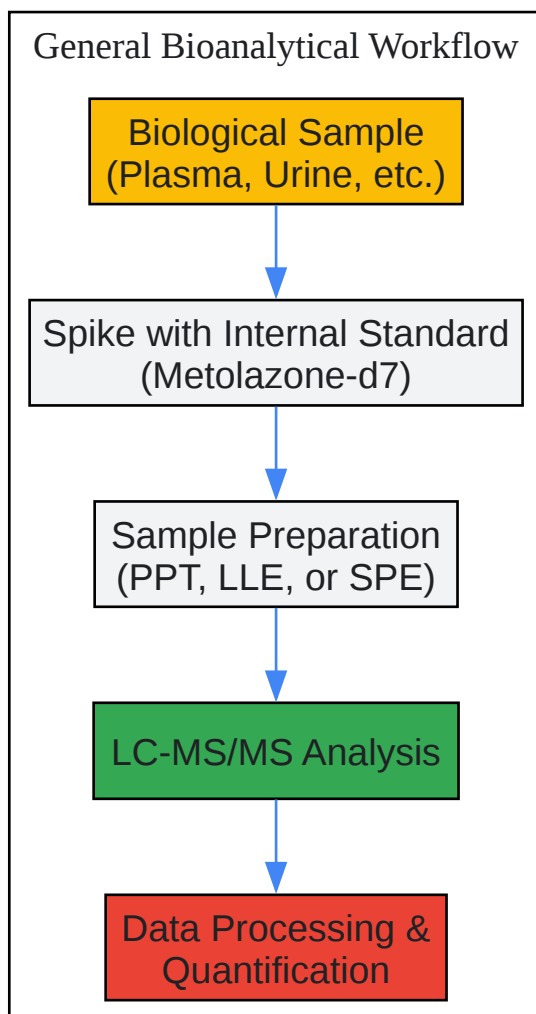 General Bioanalytical Workflow
Biological Sample
(Plasma, Urine, etc.)
Spike with Internal Standard
(Metolazone-d7)
Sample Preparation
(PPT, LLE, or SPE)
LC-MS/MS Analysis
Data Processing &
Quantification